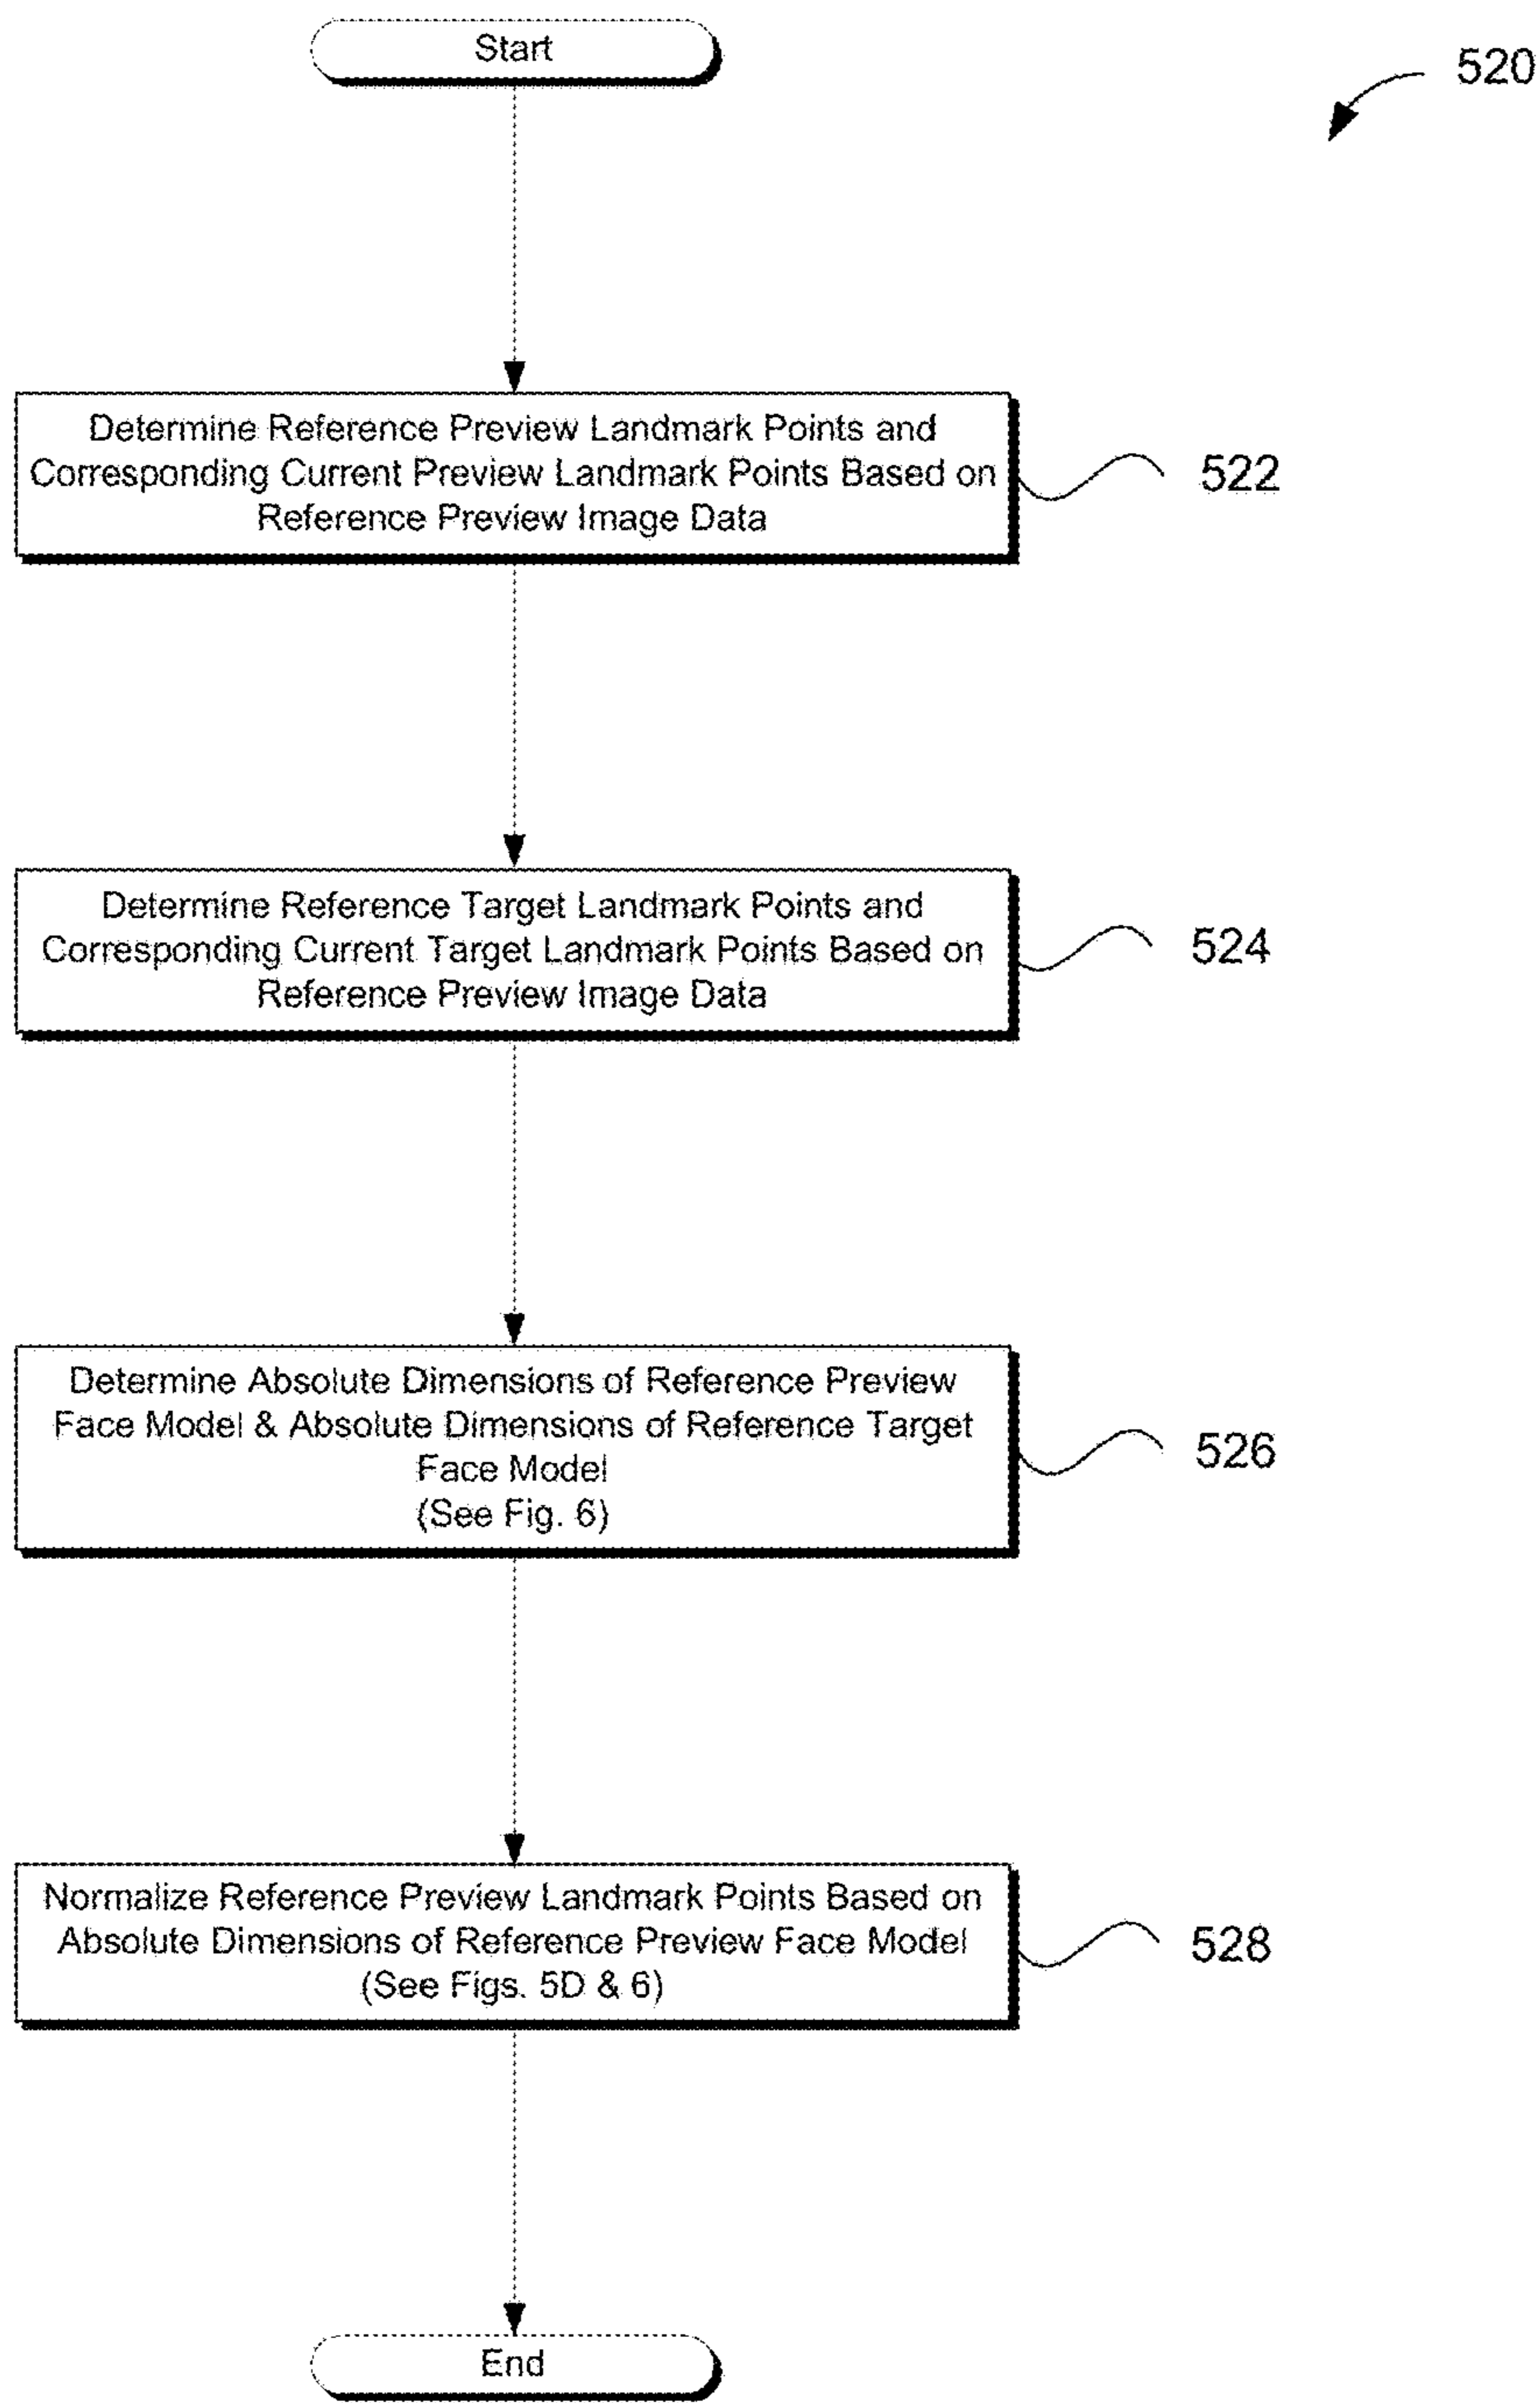 Start
520
Determine Reference Preview Landmark Points and
Corresponding Current Preview Landmark Points Based on
Reference Preview Image Data
522
Determine Reference Target Landmark Points and
Corresponding Current Target Landmark Points Based on
Reference Preview Image Data
524
Determine Absolute Dimensions of Reference Preview
Face Model & Absolute Dimensions of Reference Target
Face Model
(See Fig. 6)
526
Normalize Reference Preview Landmark Points Based on
Absolute Dimensions of Reference Preview Face Model
(See Figs. 5D & 6)
528
End